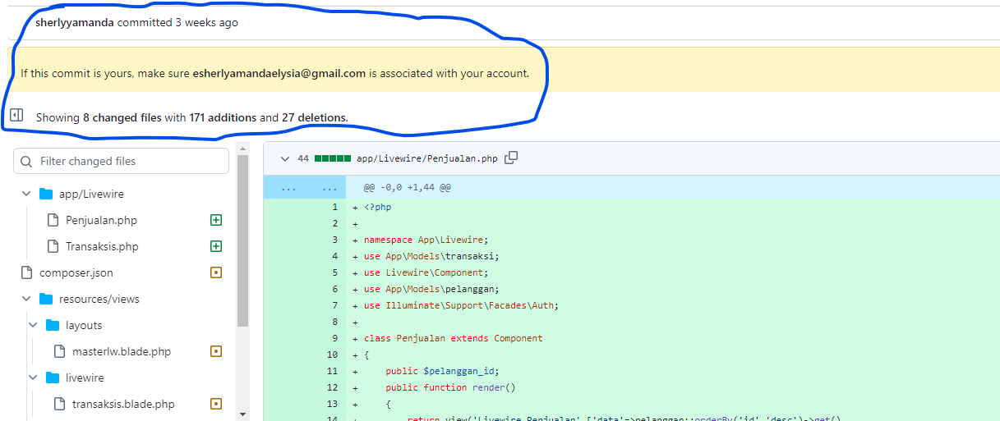 sherlyyamanda committed 3 weeks ago
If this commit is yours, make sure esherlyamandaelysia@gmail.com is associated with your account.
Showing 8 changed files with 171 additions and 27 deletions.
Filter changed files
app/Livewire
Penjualan.php
Transaksis.php
composer.json
resources/views
layouts
masterlw.blade.php
livewire
transaksis.blade.php
44 app/Livewire/Penjualan.php
... ... @@ -0,0 +1,44 @@
1 + <?php
2 +
3 + namespace App\Livewire;
4 + use App\Models\transaksi;
5 + use Livewire\Component;
6 + use App\Models\pelanggan;
7 + use Illuminate\Support\Facades\Auth;
8 +
9 + class Penjualan extends Component
10 + {
11 + public $pelanggan_id;
12 + public function render()
13 + {
14 + return view('Livewire.Penjualan',['data'=>pelanggan::orderBy('id','desc')->get()